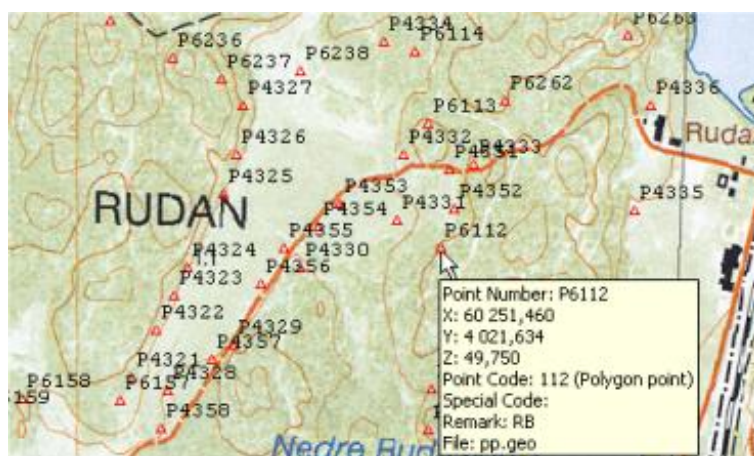 P4334
P6263
P6236
P6114
P6238
P6237
P4327
P6262
P4336
P6113
Ruda
P4326
P4332
P4333
P4325
P4353
P4352
RUDAN
P4354
P4331
P4335
P4355
P6112
P4324
P4330
P4323
P4356
P4322
Point Number: P6112
X: 60 251,460
Y: 4 021,634
P4329
Z: 49,750
P4357
P4321
Point Code: 112 (Polygon point)
P4328
P6158
P6157
Special Code:
6159
P4358
Remark: RB
Nedre Rud
File: pp.geo